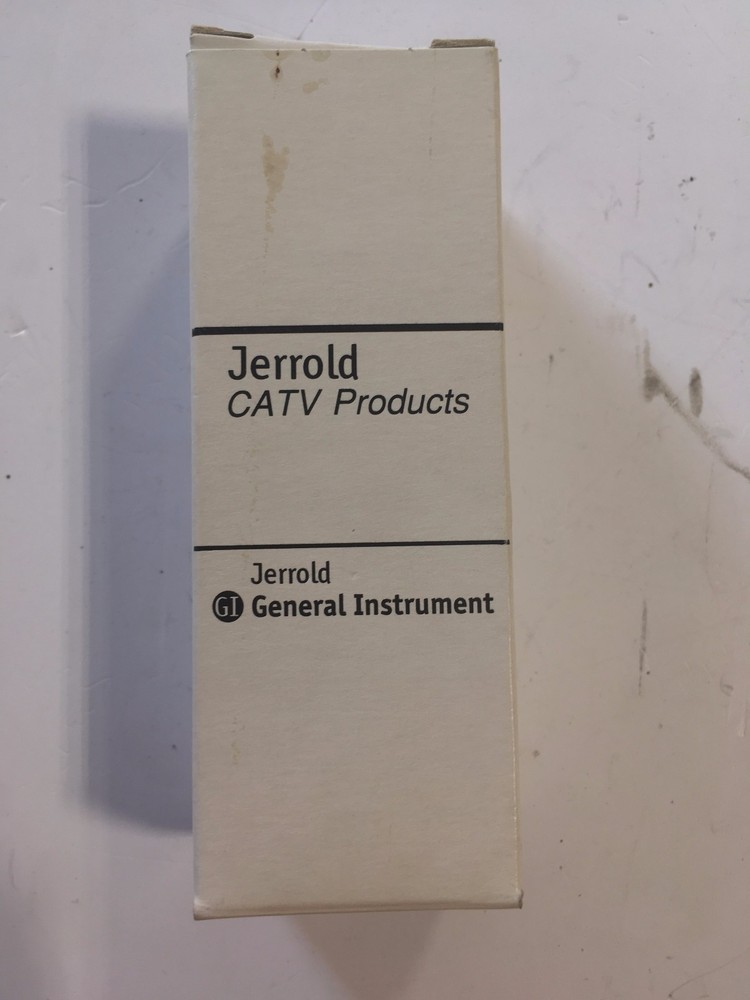 Jerrold
CATV Products
Jerrold
GI General Instrument